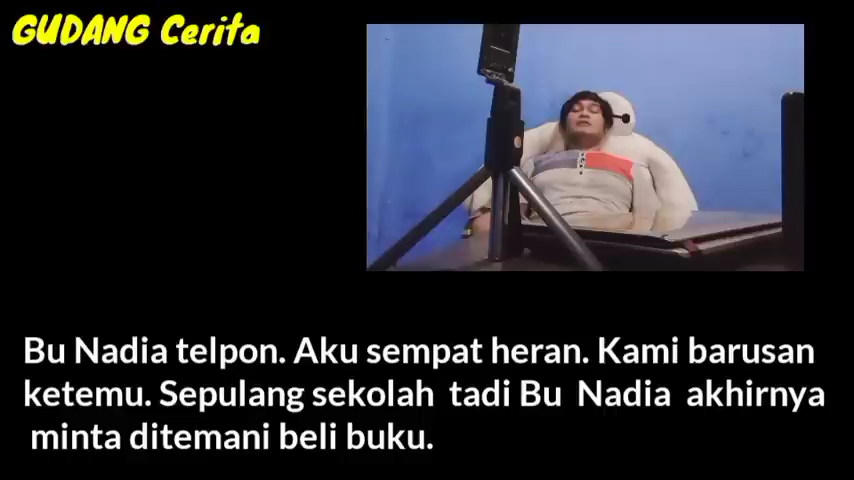 GUDANG Cerita
Bu Nadia telpon. Aku sempat heran. Kami barusan
ketemu. Sepulang sekolah tadi Bu Nadia akhirnya
minta ditemani beli buku.